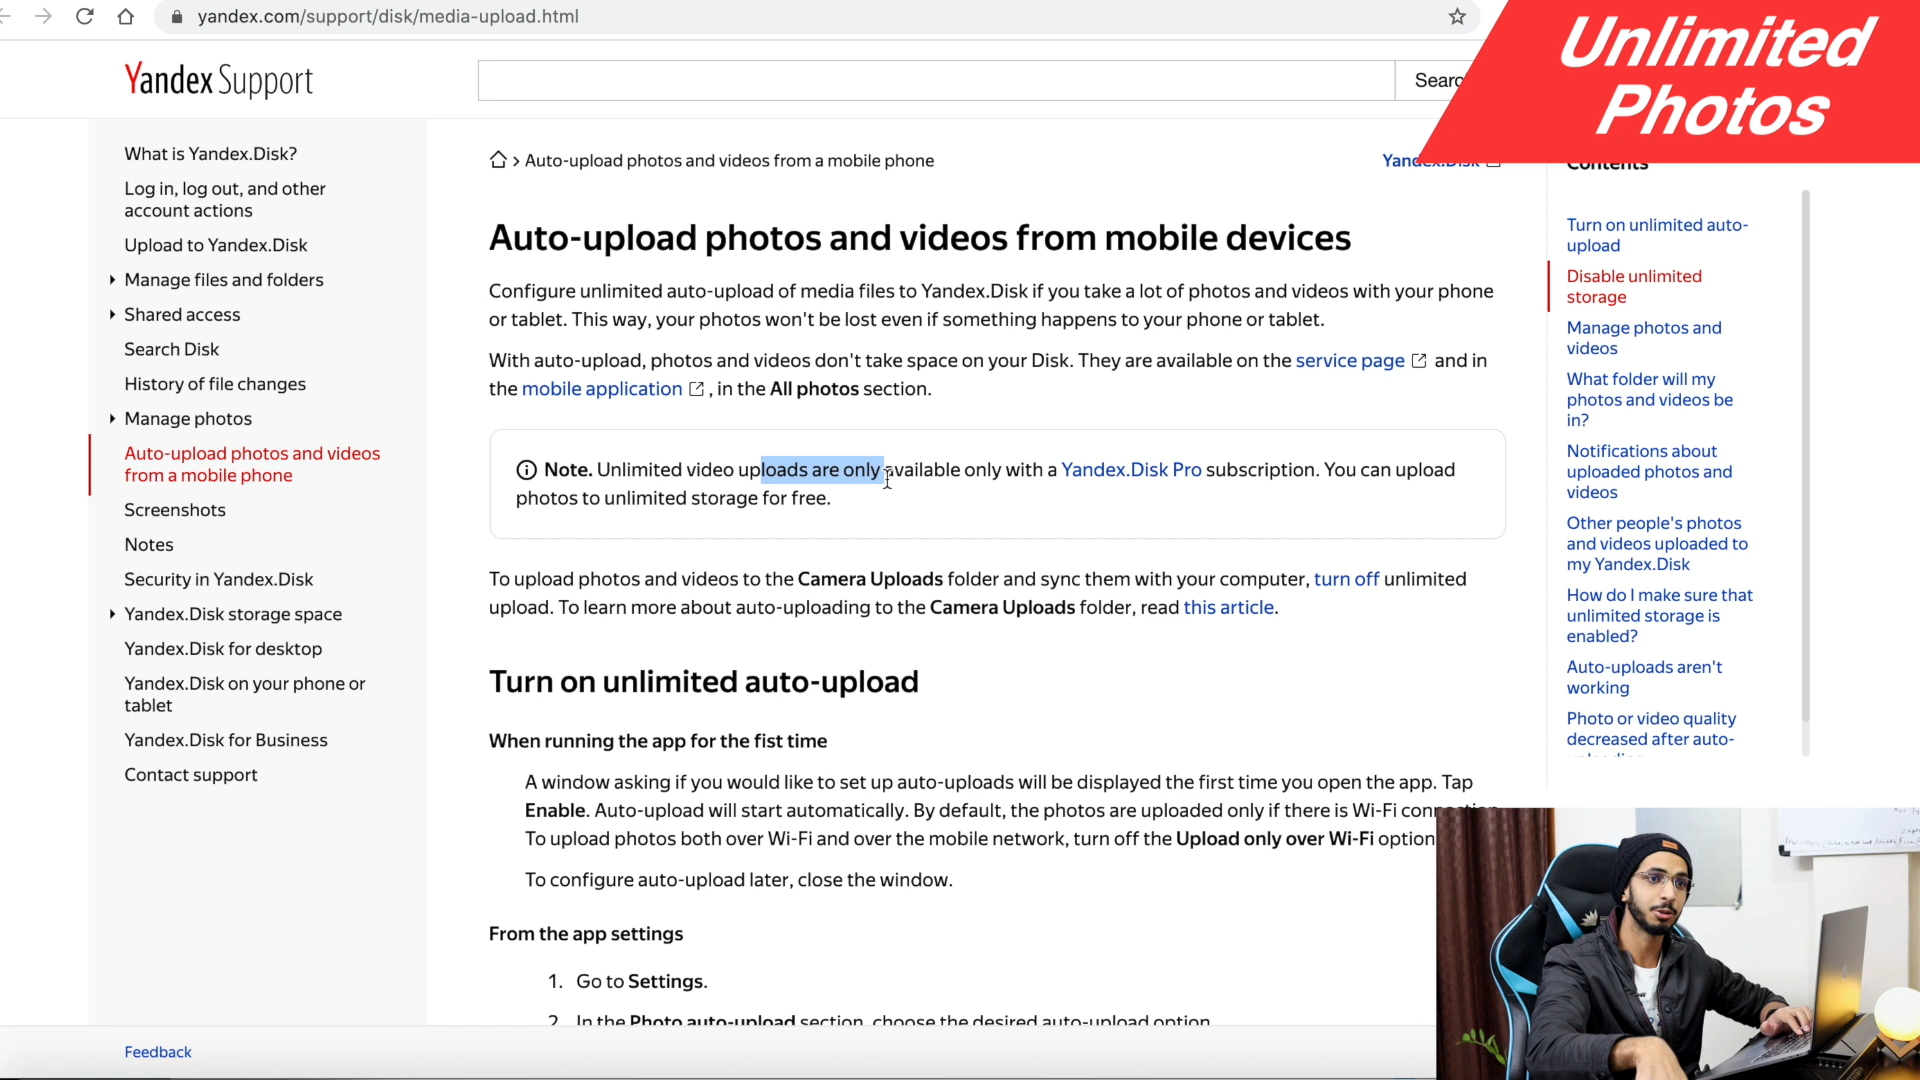 yandex.com/support/disk/media-upload.html
Unlimited
Photos
Yandex Support
What is Yandex.Disk?
Log in, log out, and other
account actions
Upload to Yandex.Disk
Manage files and folders
Shared access
Search Disk
History of file changes
Manage photos
Auto-upload photos and videos
from a mobile phone
Screenshots
Notes
Security in Yandex.Disk
Yandex.Disk storage space
Yandex.Disk for desktop
Yandex.Disk on your phone or
tablet
Yandex.Disk for Business
Contact support
Feedback
> Auto-upload photos and videos from a mobile phone
Yandex.Disk
Auto-upload photos and videos from mobile devices
Configure unlimited auto-upload of media files to Yandex.Disk if you take a lot of photos and videos with your phone
or tablet. This way, your photos won't be lost even if something happens to your phone or tablet.
With auto-upload, photos and videos don't take space on your Disk. They are available on the service page and in
the mobile application , in the All photos section.
Note. Unlimited video uploads are only available only with a Yandex.Disk Pro subscription. You can upload
photos to unlimited storage for free.
To upload photos and videos to the Camera Uploads folder and sync them with your computer, turn off unlimited
upload. To learn more about auto-uploading to the Camera Uploads folder, read this article.
Turn on unlimited auto-upload
When running the app for the fist time
A window asking if you would like to set up auto-uploads will be displayed the first time you open the app. Tap
Enable. Auto-upload will start automatically. By default, the photos are uploaded only if there is Wi-Fi connection.
To upload photos both over Wi-Fi and over the mobile network, turn off the Upload only over Wi-Fi option
To configure auto-upload later, close the window.
From the app settings
1. Go to Settings.
2. In the Photo auto-upload section, choose the desired auto-upload option
Contents
Turn on unlimited auto-
upload
Disable unlimited
storage
Manage photos and
videos
What folder will my
photos and videos be
in?
Notifications about
uploaded photos and
videos
Other people's photos
and videos uploaded to
my Yandex.Disk
How do I make sure that
unlimited storage is
enabled?
Auto-uploads aren't
working
Photo or video quality
decreased after auto-